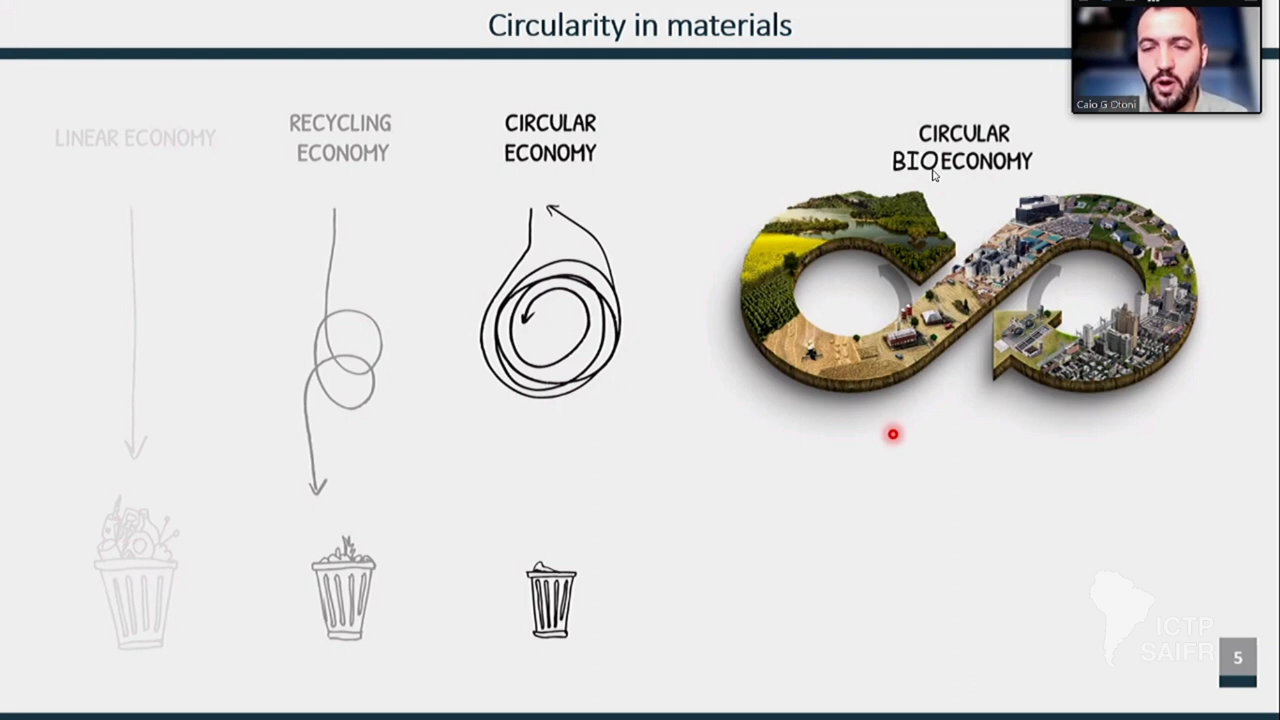 Circularity in materials
Caio G Otoni
LINEAR ECONOMY
RECYCLING
ECONOMY
CIRCULAR
ECONOMY
CIRCULAR
BIOECONOMY
ICTP
SAIFR
5